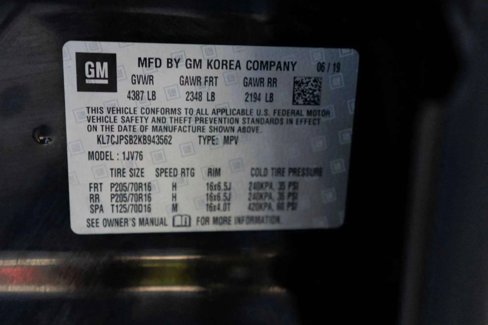 GM
MFD BY GM KOREA COMPANY 06 / 19
GVWR GAWR FRT GAWR RR
4387 LB 2348 LB 2194 LB
THIS VEHICLE CONFORMS TO ALL APPLICABLE U.S. FEDERAL MOTOR
VEHICLE SAFETY AND THEFT PREVENTION STANDARDS IN EFFECT
ON THE DATE OF MANUFACTURE SHOWN ABOVE.
KL7CJPSB2KB943562 TYPE: MPV
MODEL : 1JV76
TIRE SIZE SPEED RTG RIM COLD TIRE PRESSURE
FRT P205/70R16 H 16x6.5J 240KPA, 35 PSI
RR P205/70R16 H 16x6.5J 240KPA, 35 PSI
SPA T125/70D16 M 16x4.0T 420KPA, 60 PSI
SEE OWNER'S MANUAL FOR MORE INFORMATION.